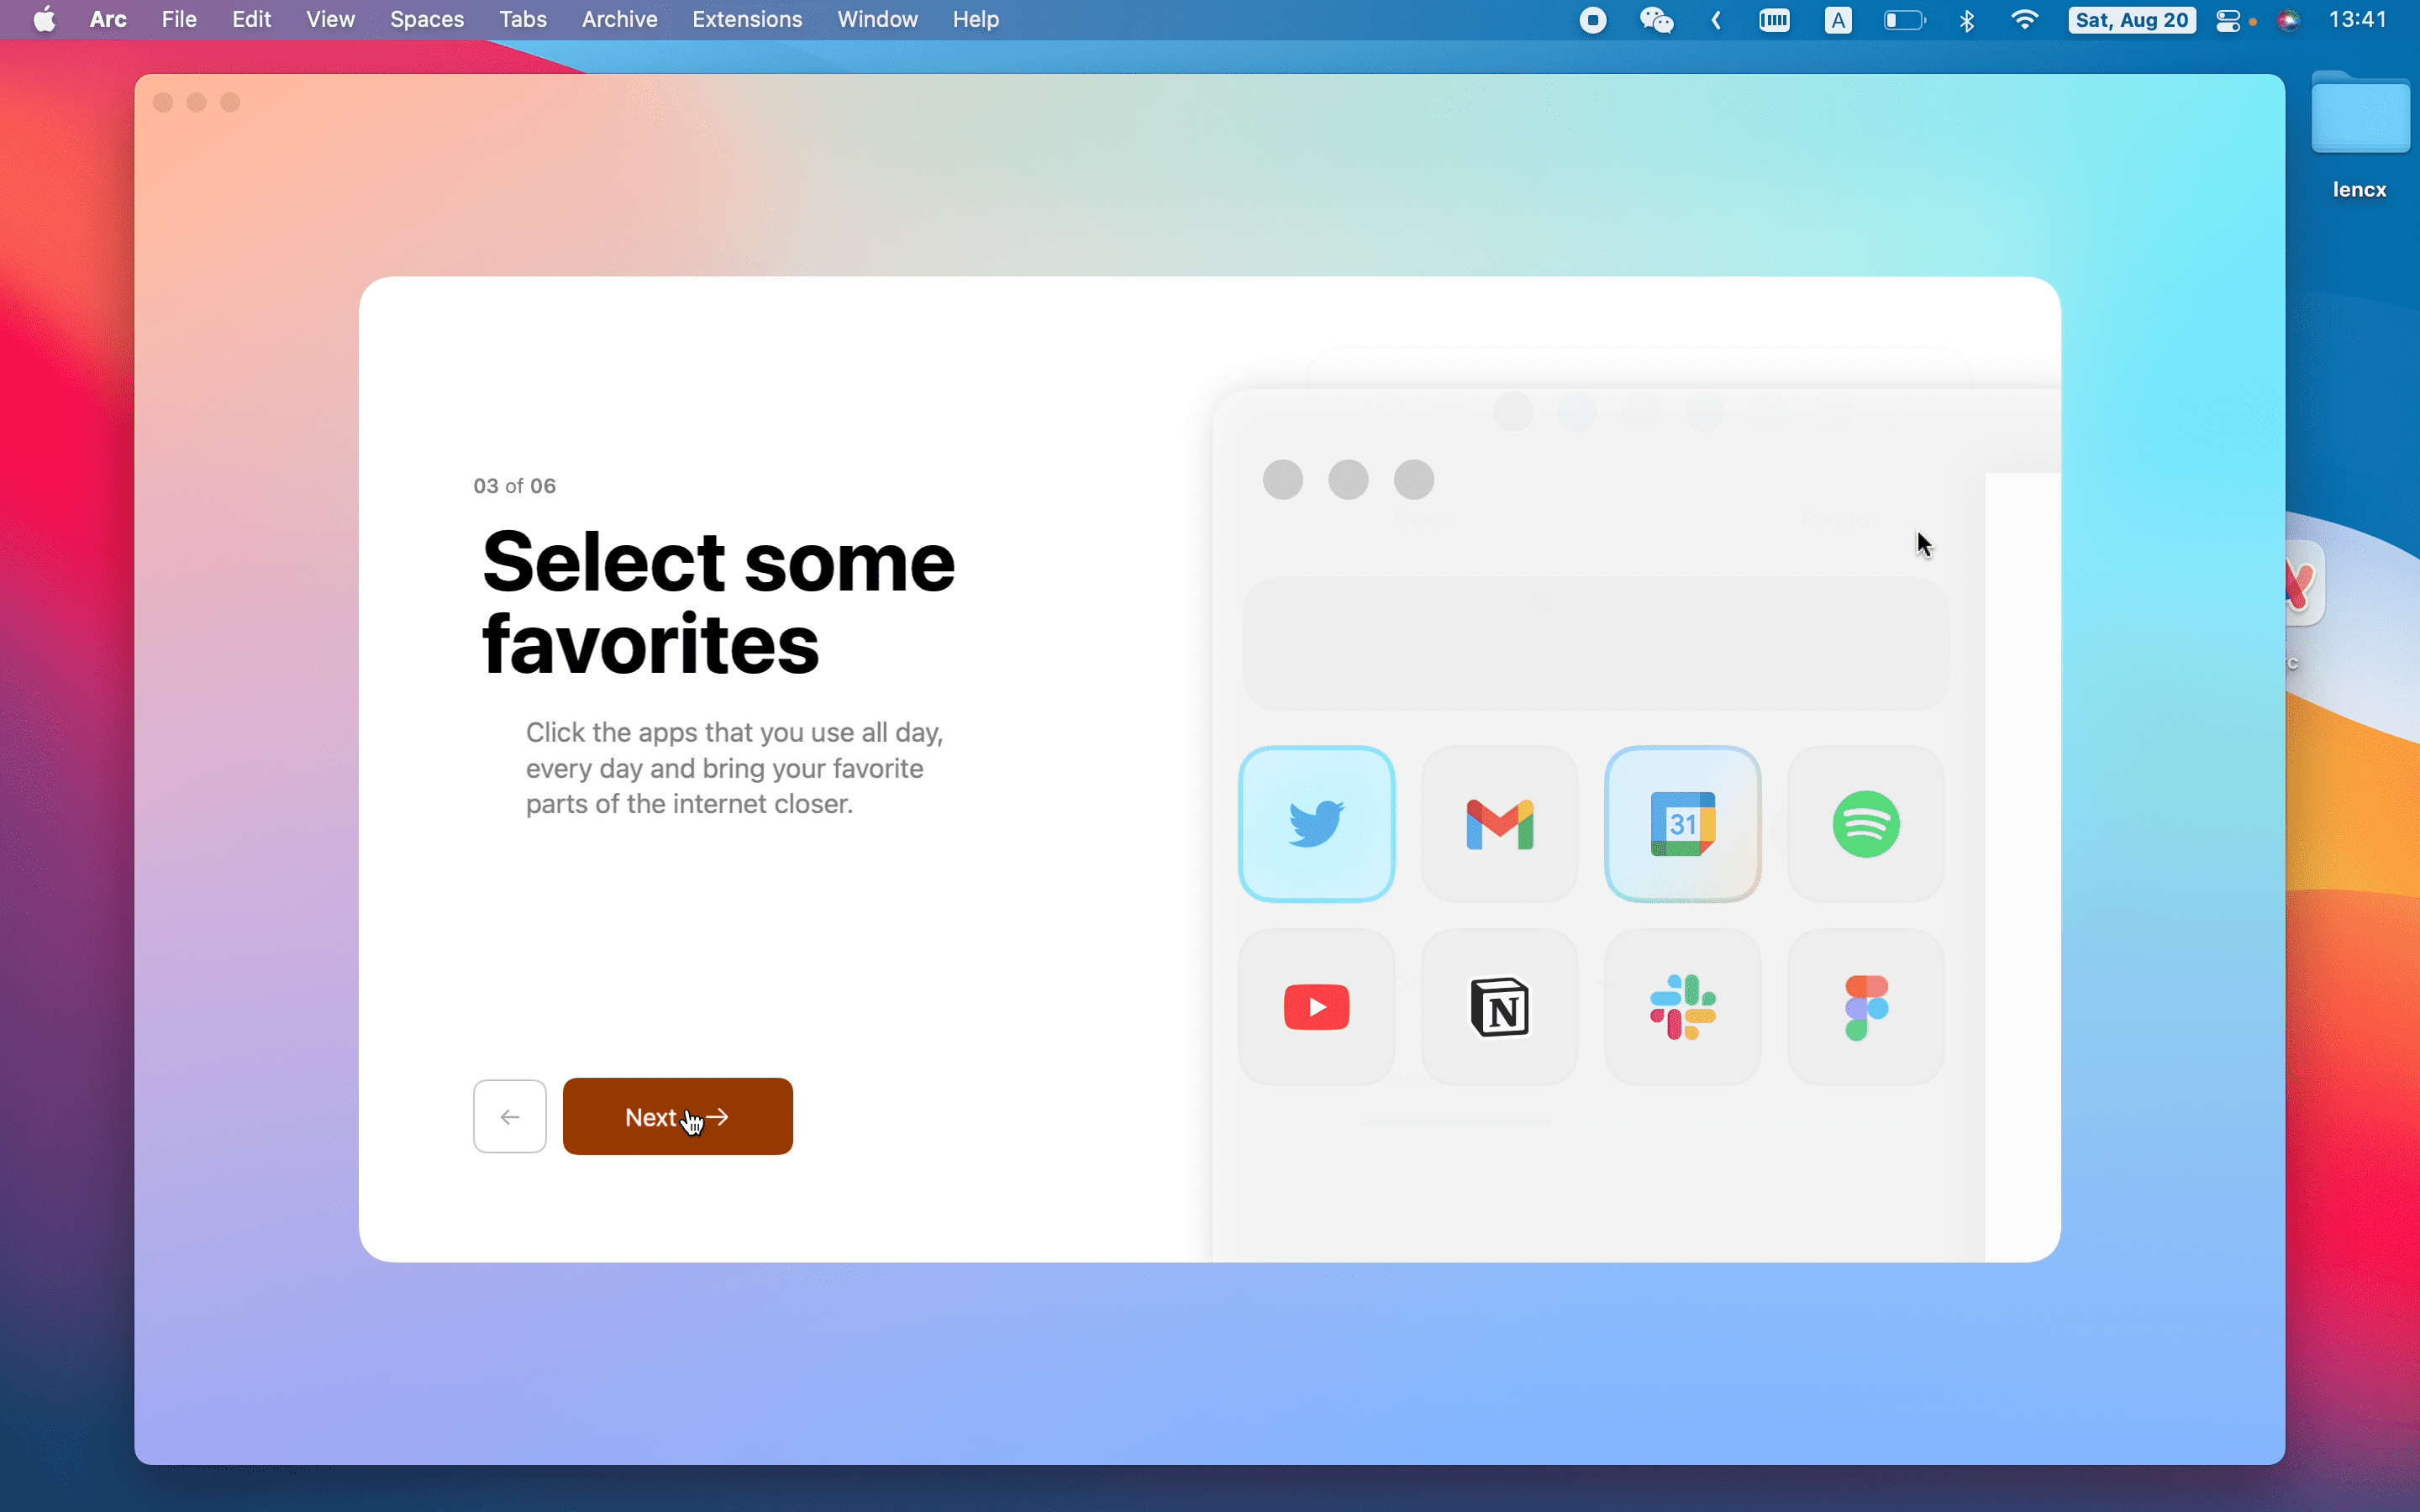 Arc File Edit View Spaces Tabs Archive Extensions Window Help A Sat, Aug 20 13:41
lencx
03 of 06
Select some
favorites
Click the apps that you use all day,
every day and bring your favorite
parts of the internet closer.
31
N
Next